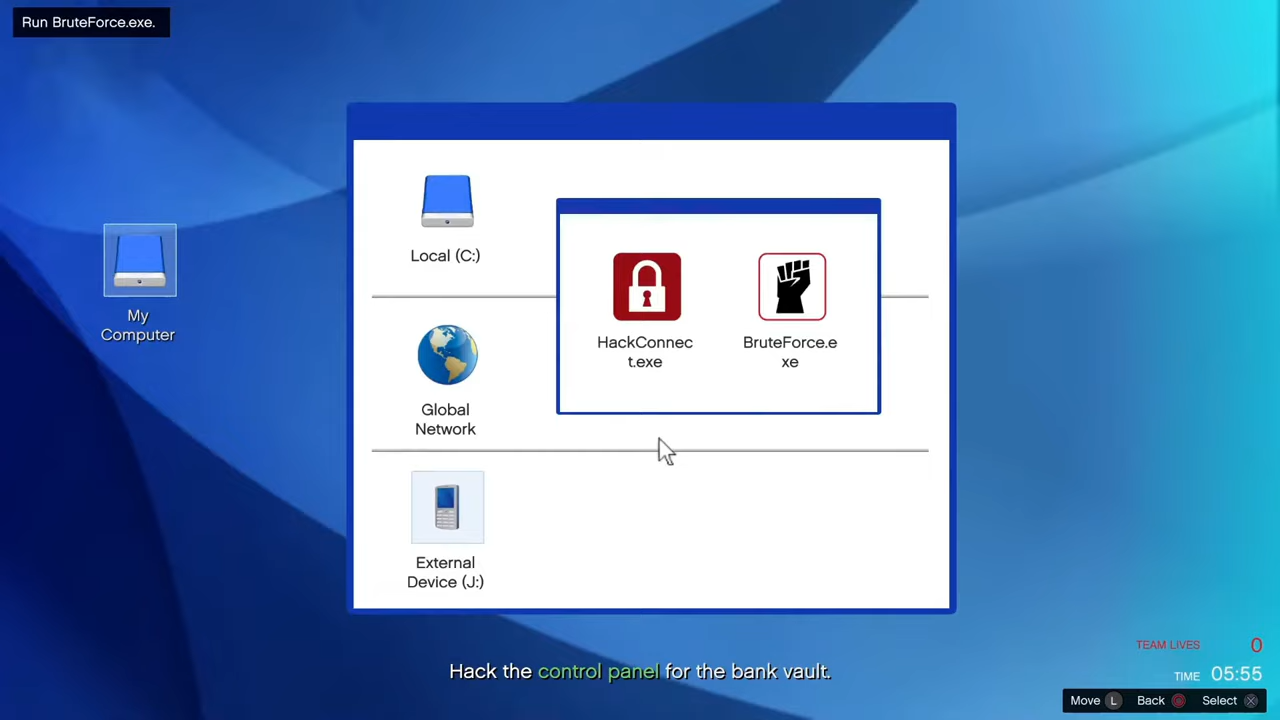 Run BruteForce.exe.
My
Computer
Local (C:)
HackConnec
t.exe
BruteForce.e
xe
Global
Network
External
Device (J:)
Hack the control panel for the bank vault.
TEAM LIVES 0
TIME 05:55
Move L Back Select